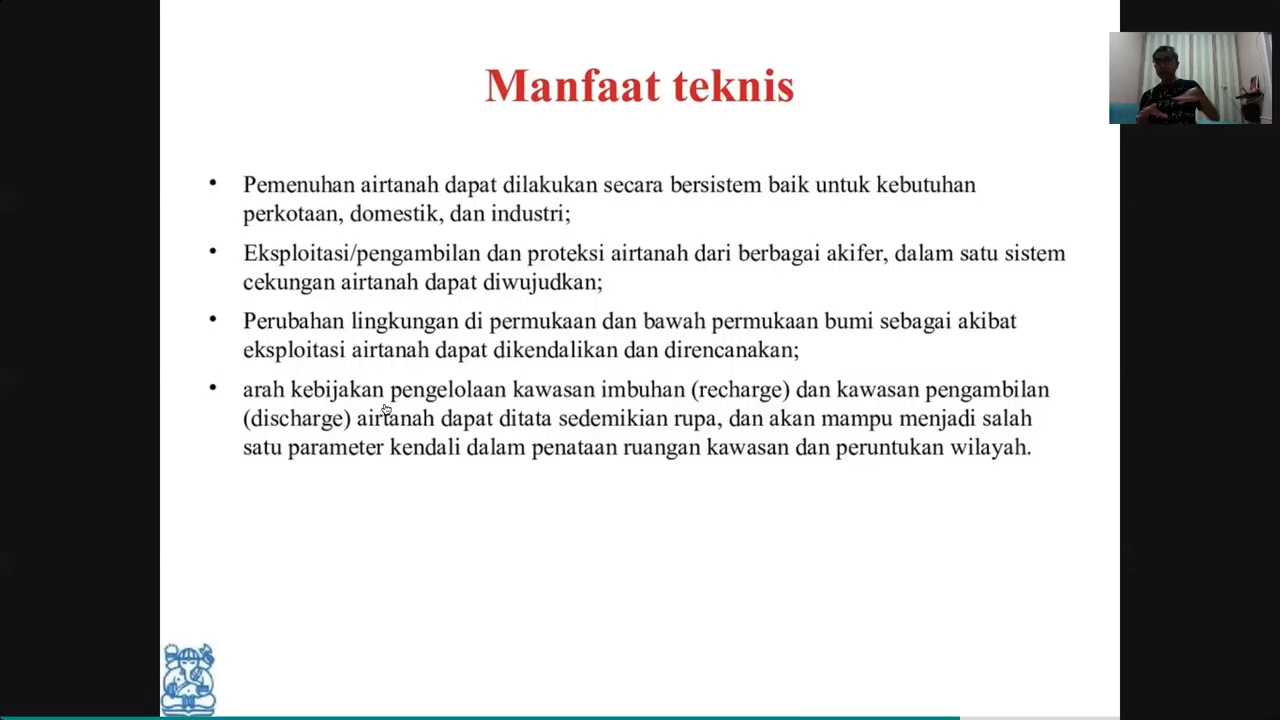 Manfaat teknis
• Pemenuhan airtanah dapat dilakukan secara bersistem baik untuk kebutuhan
perkotaan, domestik, dan industri;
• Eksploitasi/pengambilan dan proteksi airtanah dari berbagai akifer, dalam satu sistem
cekungan airtanah dapat diwujudkan;
• Perubahan lingkungan di permukaan dan bawah permukaan bumi sebagai akibat
eksploitasi airtanah dapat dikendalikan dan direncanakan;
• arah kebijakan pengelolaan kawasan imbuhan (recharge) dan kawasan pengambilan
(discharge) airtanah dapat ditata sedemikian rupa, dan akan mampu menjadi salah
satu parameter kendali dalam penataan ruangan kawasan dan peruntukan wilayah.